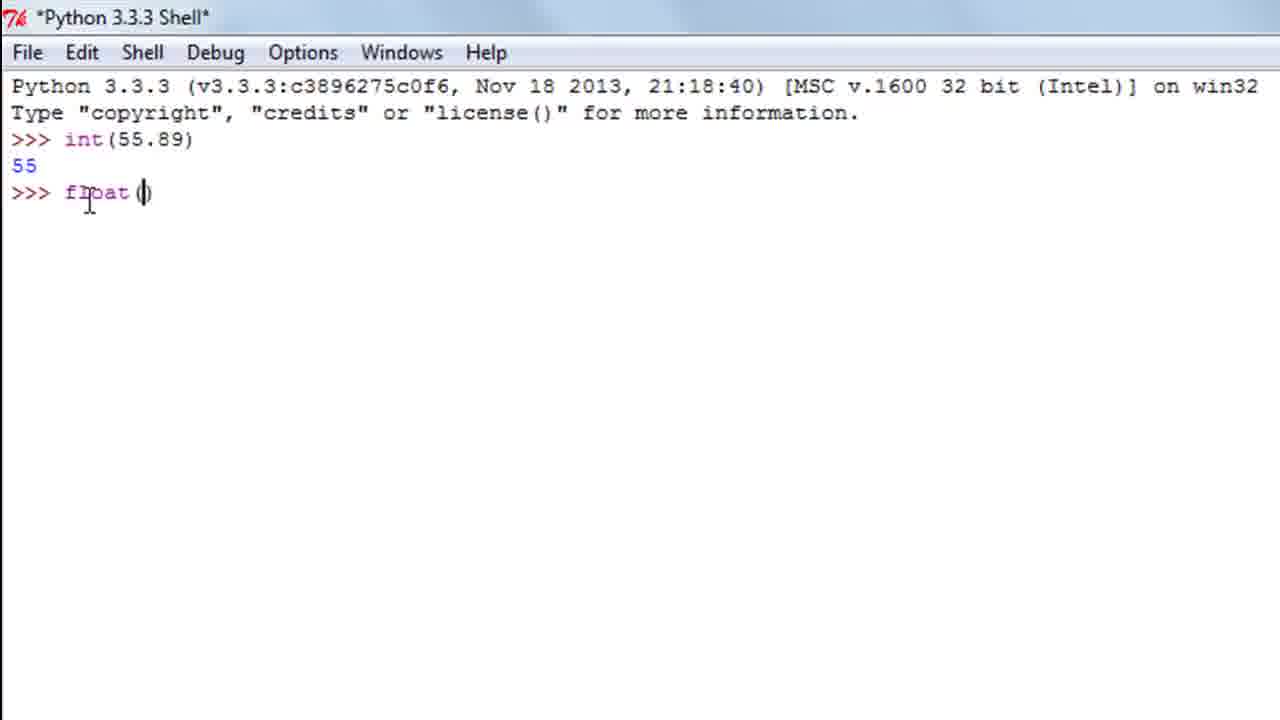 *Python 3.3.3 Shell*
File Edit Shell Debug Options Windows Help
Python 3.3.3 (v3.3.3:c3896275c0f6, Nov 18 2013, 21:18:40) [MSC v.1600 32 bit (Intel)] on win32
Type "copyright", "credits" or "license()" for more information.
>>> int(55.89)
55
>>> float()